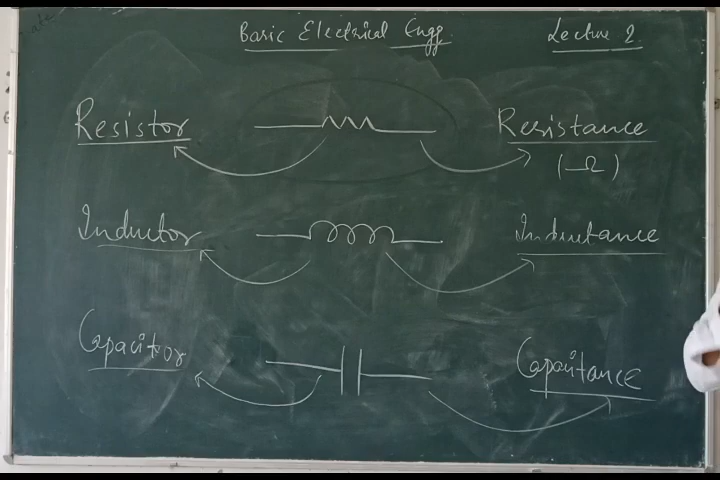 Basic Electrical Engg. Lecture 2.
Resistor Resistance
(Ω)
Inductor Inductance
Capacitor Capacitance